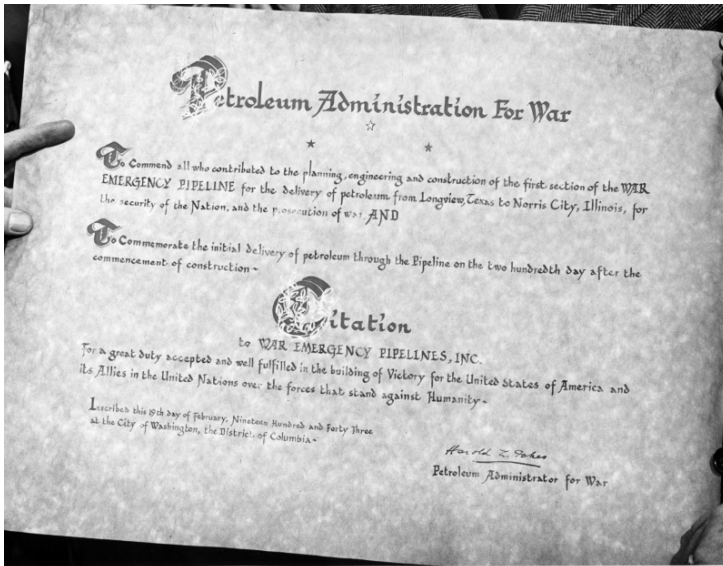 Petroleum Administration For War
To Commend all who contributed to the planning, engineering and construction of the first section of the WAR
EMERGENCY PIPELINE for the delivery of petroleum from Longview, Texas to Norris City, Illinois, for
the security of the Nation, and the prosecution of war, AND
To Commemorate the initial delivery of petroleum through the Pipeline on the two hundredth day after the
commencement of construction~
Citation
to WAR EMERGENCY PIPELINES, INC.
For a great duty accepted and well fulfilled in the building of Victory for the United States of America and
its Allies in the United Nations over the forces that stand against Humanity~
Inscribed this 19th day of February, Nineteen Hundred and Forty Three
at the City of Washington, the District of Columbia~
Harold L. Ickes
Petroleum Administrator for War